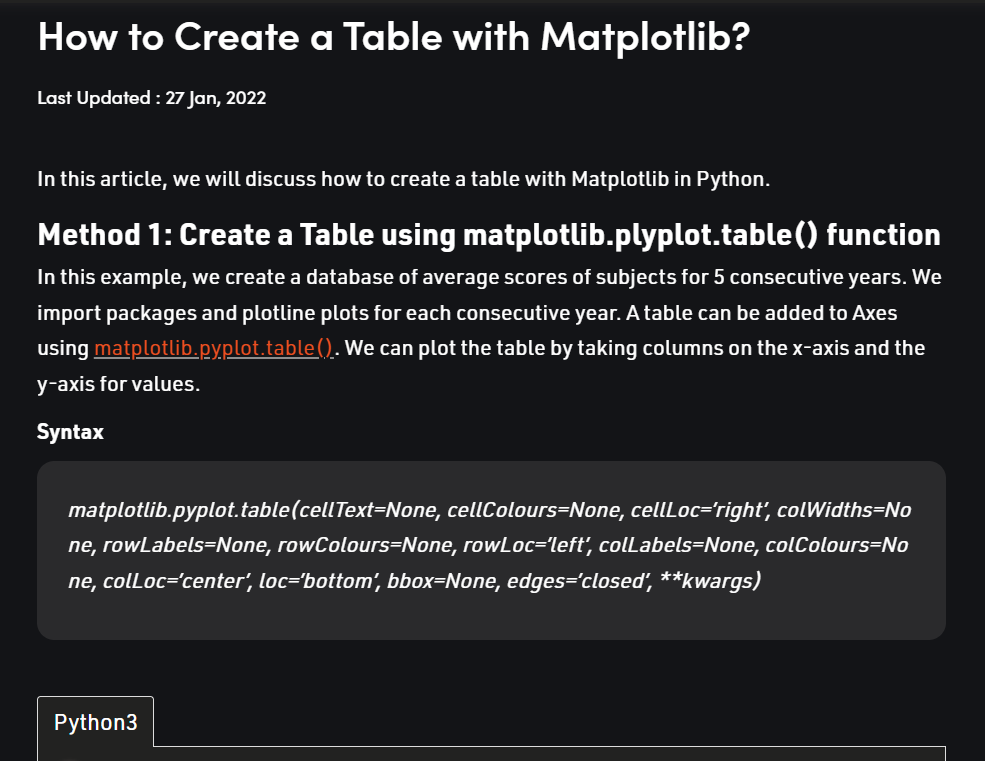 How to Create a Table with Matplotlib?
Last Updated : 27 Jan, 2022
In this article, we will discuss how to create a table with Matplotlib in Python.
Method 1: Create a Table using matplotlib.plyplot.table() function
In this example, we create a database of average scores of subjects for 5 consecutive years. We
import packages and plotline plots for each consecutive year. A table can be added to Axes
using matplotlib.pyplot.table(). We can plot the table by taking columns on the x-axis and the
y-axis for values.
Syntax
matplotlib.pyplot.table(cellText=None, cellColours=None, cellLoc=’right’, colWidths=No
ne, rowLabels=None, rowColours=None, rowLoc=’left’, colLabels=None, colColours=No
ne, colLoc=’center’, loc=’bottom’, bbox=None, edges=’closed’, **kwargs)
Python3